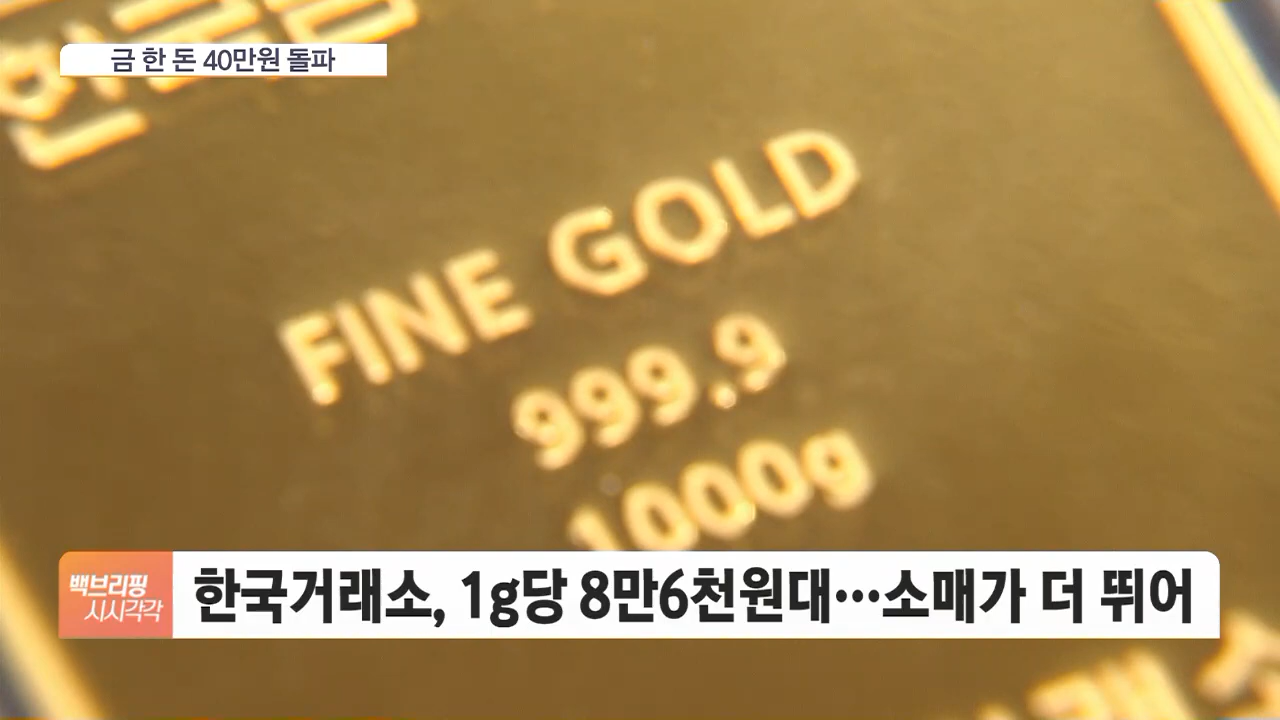 금 한 돈 40만원 돌파
FINE GOLD
999.9
1000g
백브리핑
시시각각
한국거래소, 1g당 8만6천원대…소매가 더 뛰어